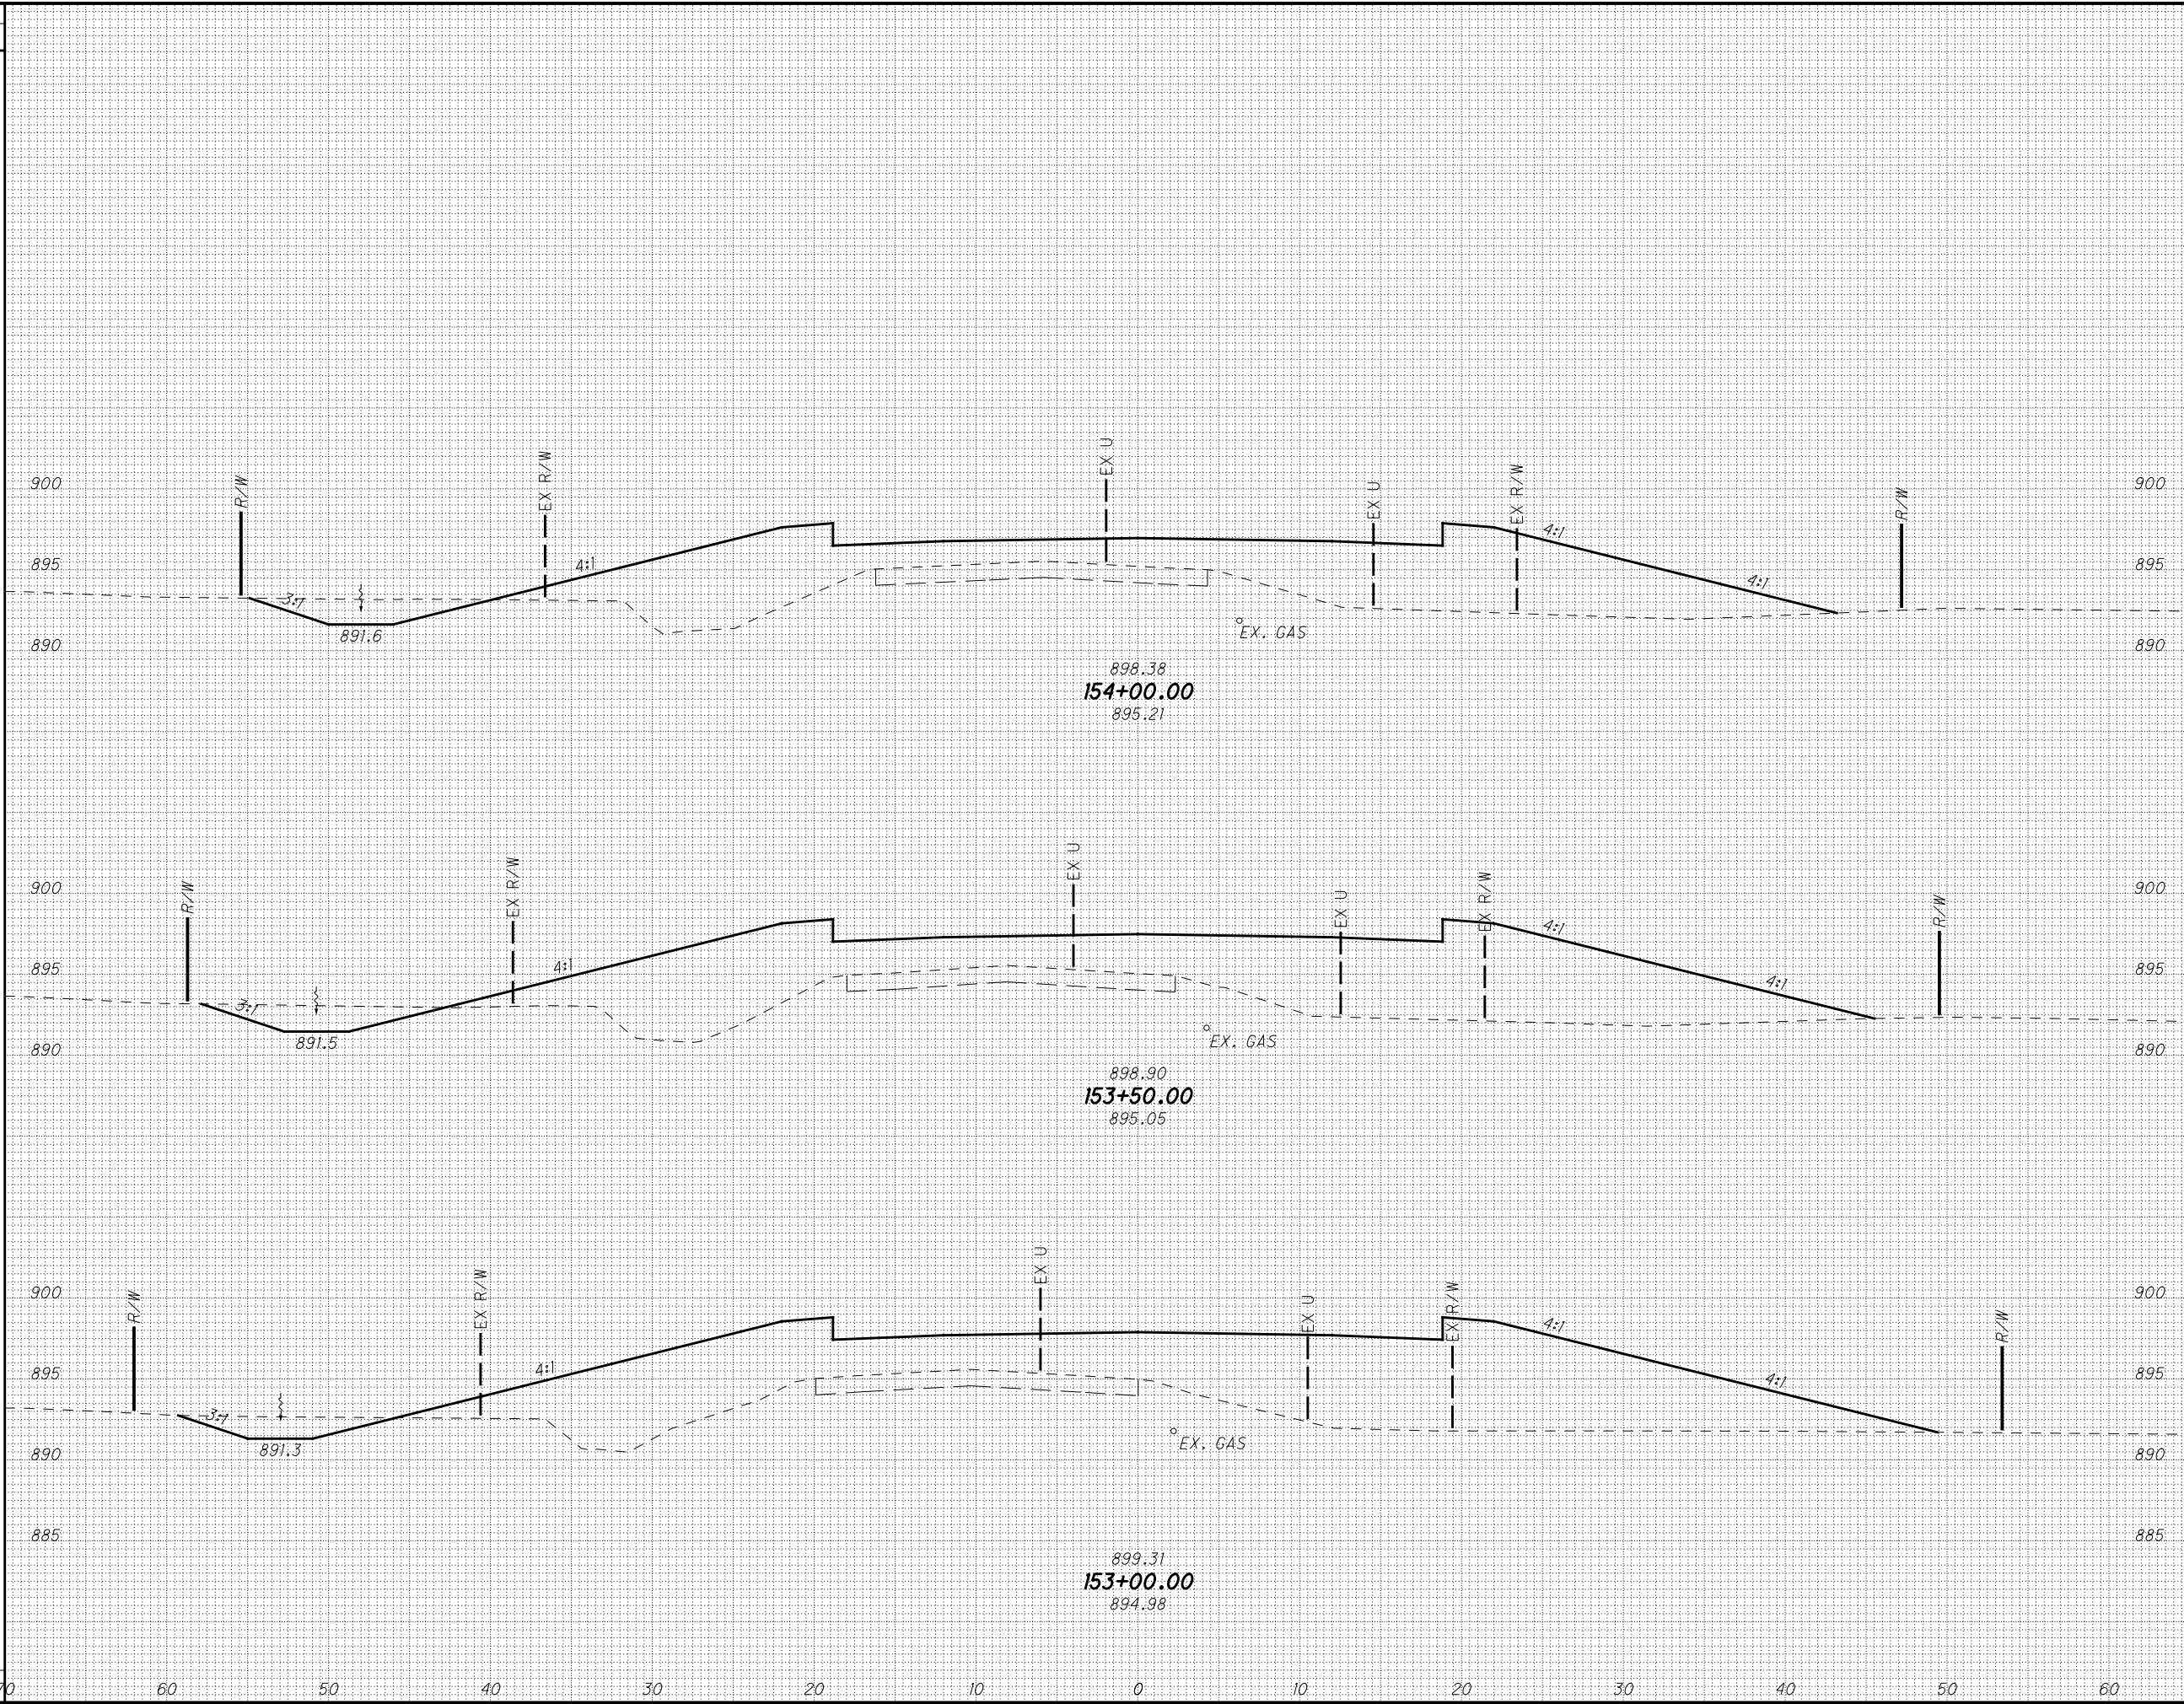 EX U
EX R/W
EX R/W
R/W
EX U
R/W
900
900
4:1
895
4:1
895
4:1
3:1
EX. GAS
891.6
890
890
898.38
154+00.00
895.21
EX U
EX R/W
EX R/W
R/W
EX U
R/W
900
900
4:1
895
4:1
895
4:1
3:1
EX. GAS
891.5
890
890
898.90
153+50.00
895.05
EX U
EX R/W
EX R/W
R/W
EX U
R/W
900
900
4:1
895
4:1
4:1
895
3:1
EX. GAS
891.3
890
890
885
885
899.31
153+00.00
894.98
70 60 50 40 30 20 10 0 10 20 30 40 50 60